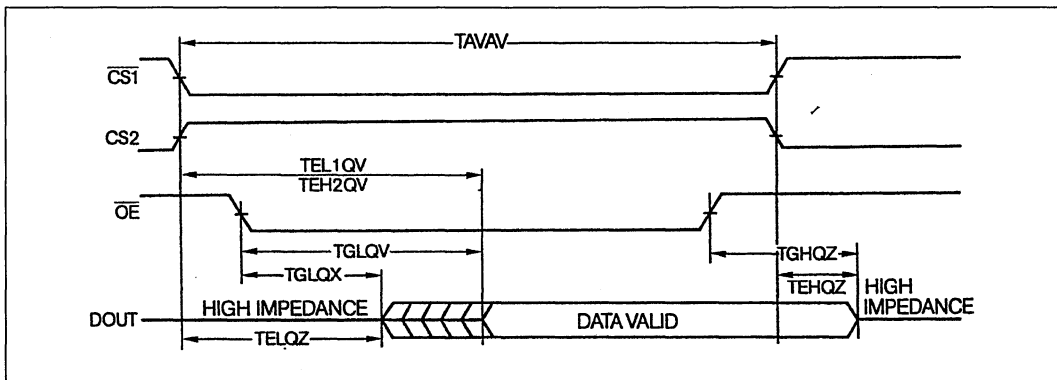 TAVAV
CS1
CS2
TEL1QV
TEH2QV
OE
TGLQV
TGHQZ
TGLQX
TEHQZ
HIGH IMPEDANCE
HIGH
IMPEDANCE
DOUT
DATA VALID
TELQZ